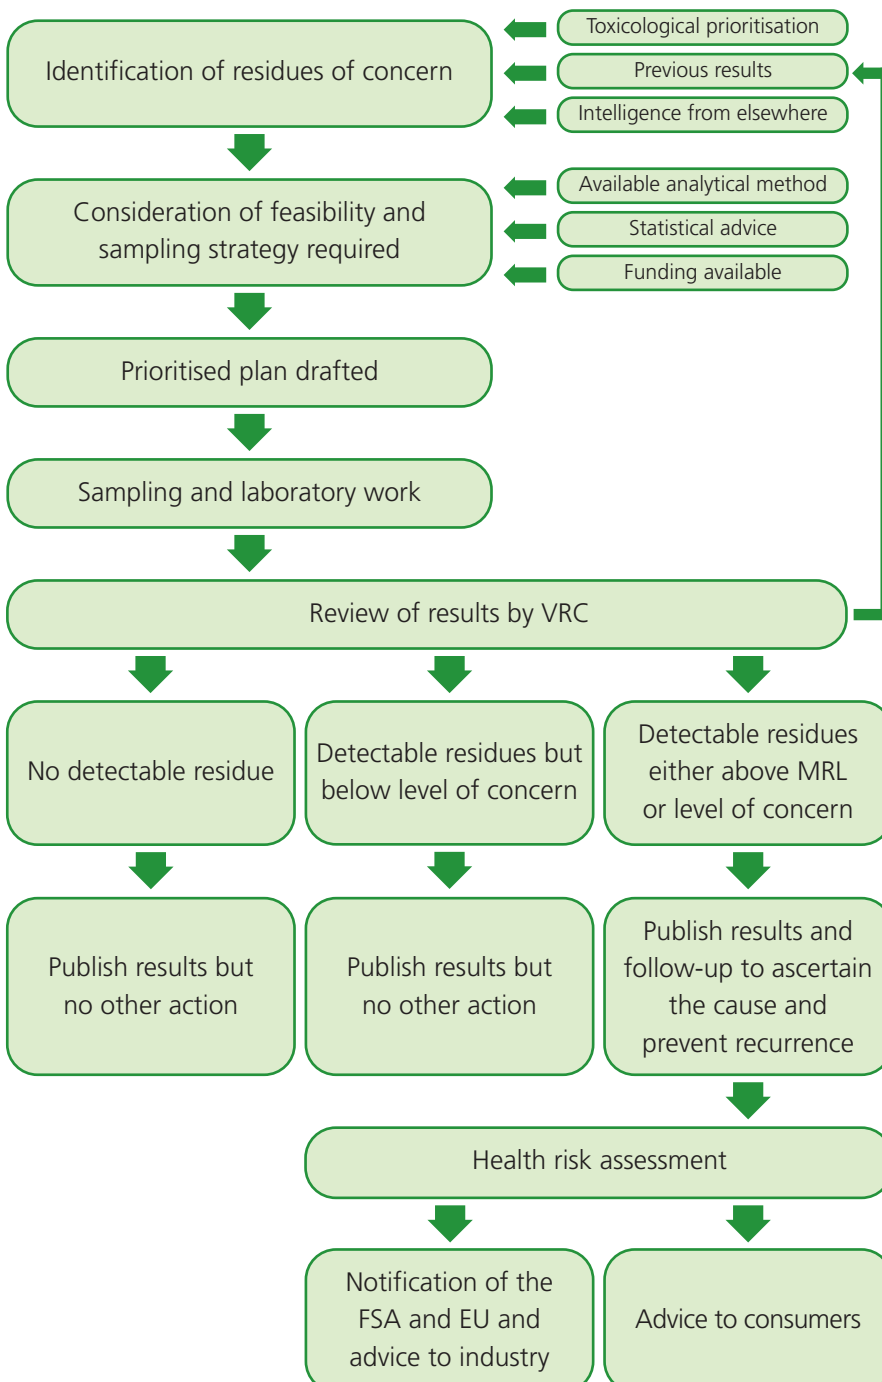 Identification of residues of concern
Toxicological prioritisation
Previous results
Intelligence from elsewhere
Consideration of feasibility and
sampling strategy required
Available analytical method
Statistical advice
Funding available
Prioritised plan drafted
Sampling and laboratory work
Review of results by VRC
No detectable residue
Detectable residues but
below level of concern
Detectable residues
either above MRL
or level of concern
Publish results but
no other action
Publish results but
no other action
Publish results and
follow-up to ascertain
the cause and
prevent recurrence
Health risk assessment
Notification of the
FSA and EU and
advice to industry
Advice to consumers